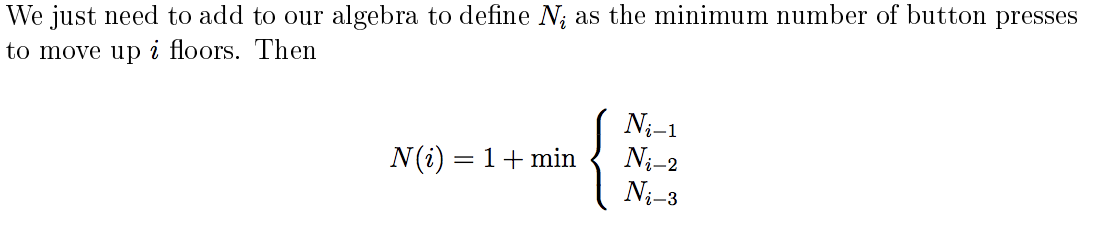 We just need to add to our algebra to define N_i as the minimum number of button presses
to move up i floors. Then
N_{i−1}
N(i) = 1 + min { N_{i−2}
N_{i−3}